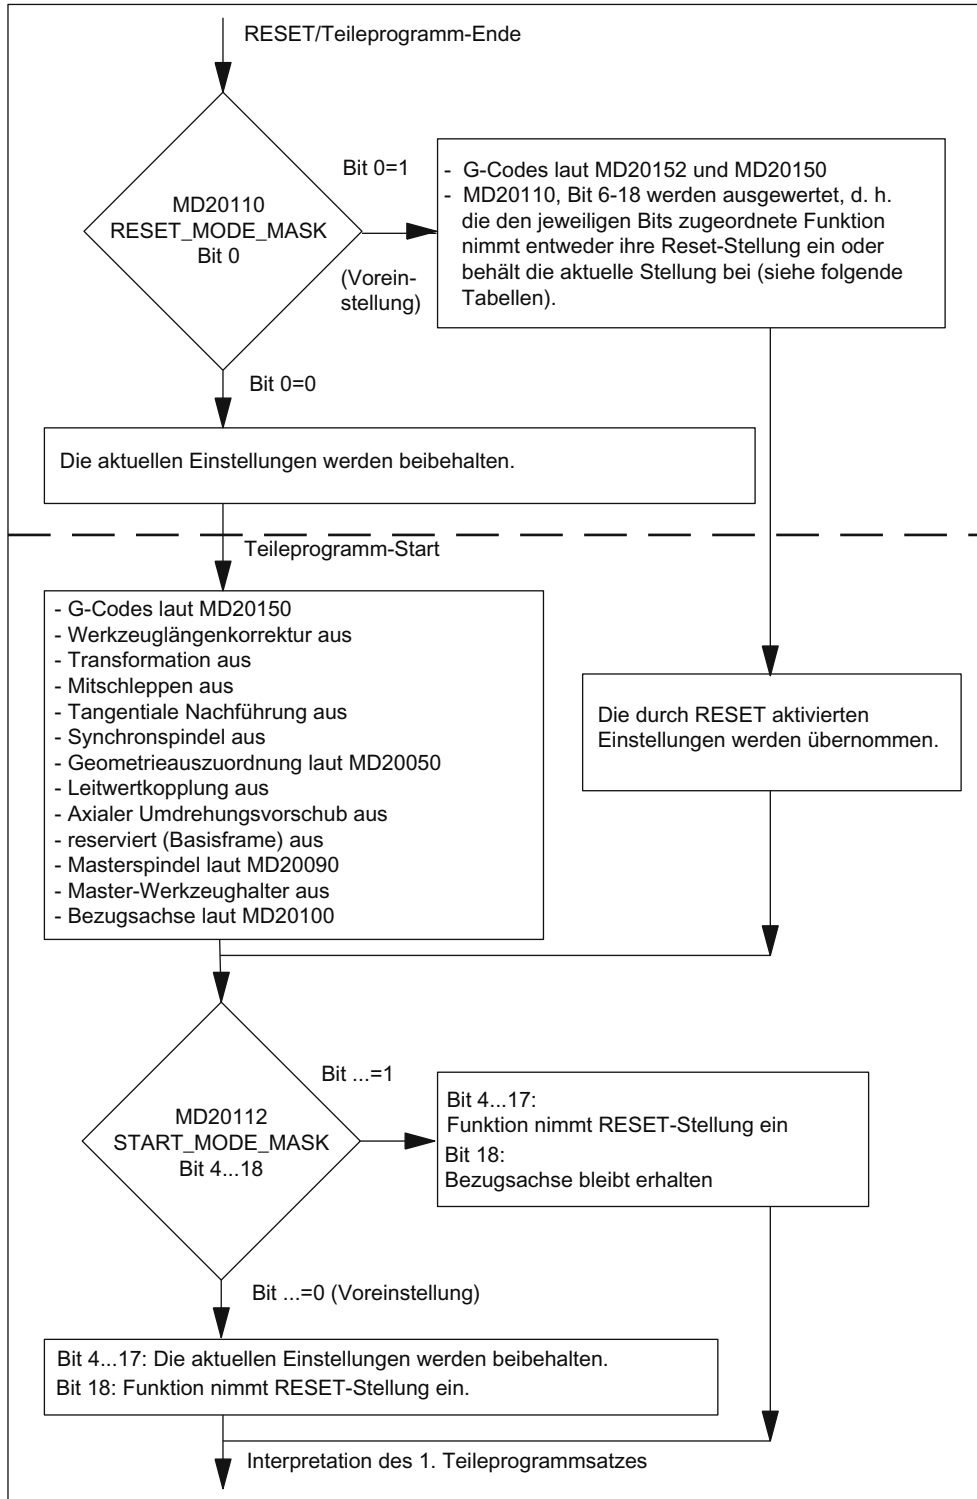 RESET/Teileprogramm-Ende
Bit 0=1
MD20110
RESET_MODE_MASK
Bit 0
(Vorein-
stellung)
- G-Codes laut MD20152 und MD20150
- MD20110, Bit 6-18 werden ausgewertet, d. h.
die den jeweiligen Bits zugeordnete Funktion
nimmt entweder ihre Reset-Stellung ein oder
behält die aktuelle Stellung bei (siehe folgende
Tabellen).
Bit 0=0
Die aktuellen Einstellungen werden beibehalten.
Teileprogramm-Start
- G-Codes laut MD20150
- Werkzeuglängenkorrektur aus
- Transformation aus
- Mitschleppen aus
- Tangentiale Nachführung aus
- Synchronspindel aus
- Geometrieauszuordnung laut MD20050
- Leitwertkopplung aus
- Axialer Umdrehungsvorschub aus
- reserviert (Basisframe) aus
- Masterspindel laut MD20090
- Master-Werkzeughalter aus
- Bezugsachse laut MD20100
Die durch RESET aktivierten
Einstellungen werden übernommen.
Bit ...=1
MD20112
START_MODE_MASK
Bit 4...18
Bit 4...17:
Funktion nimmt RESET-Stellung ein
Bit 18:
Bezugsachse bleibt erhalten
Bit ...=0 (Voreinstellung)
Bit 4...17: Die aktuellen Einstellungen werden beibehalten.
Bit 18: Funktion nimmt RESET-Stellung ein.
Interpretation des 1. Teileprogrammsatzes